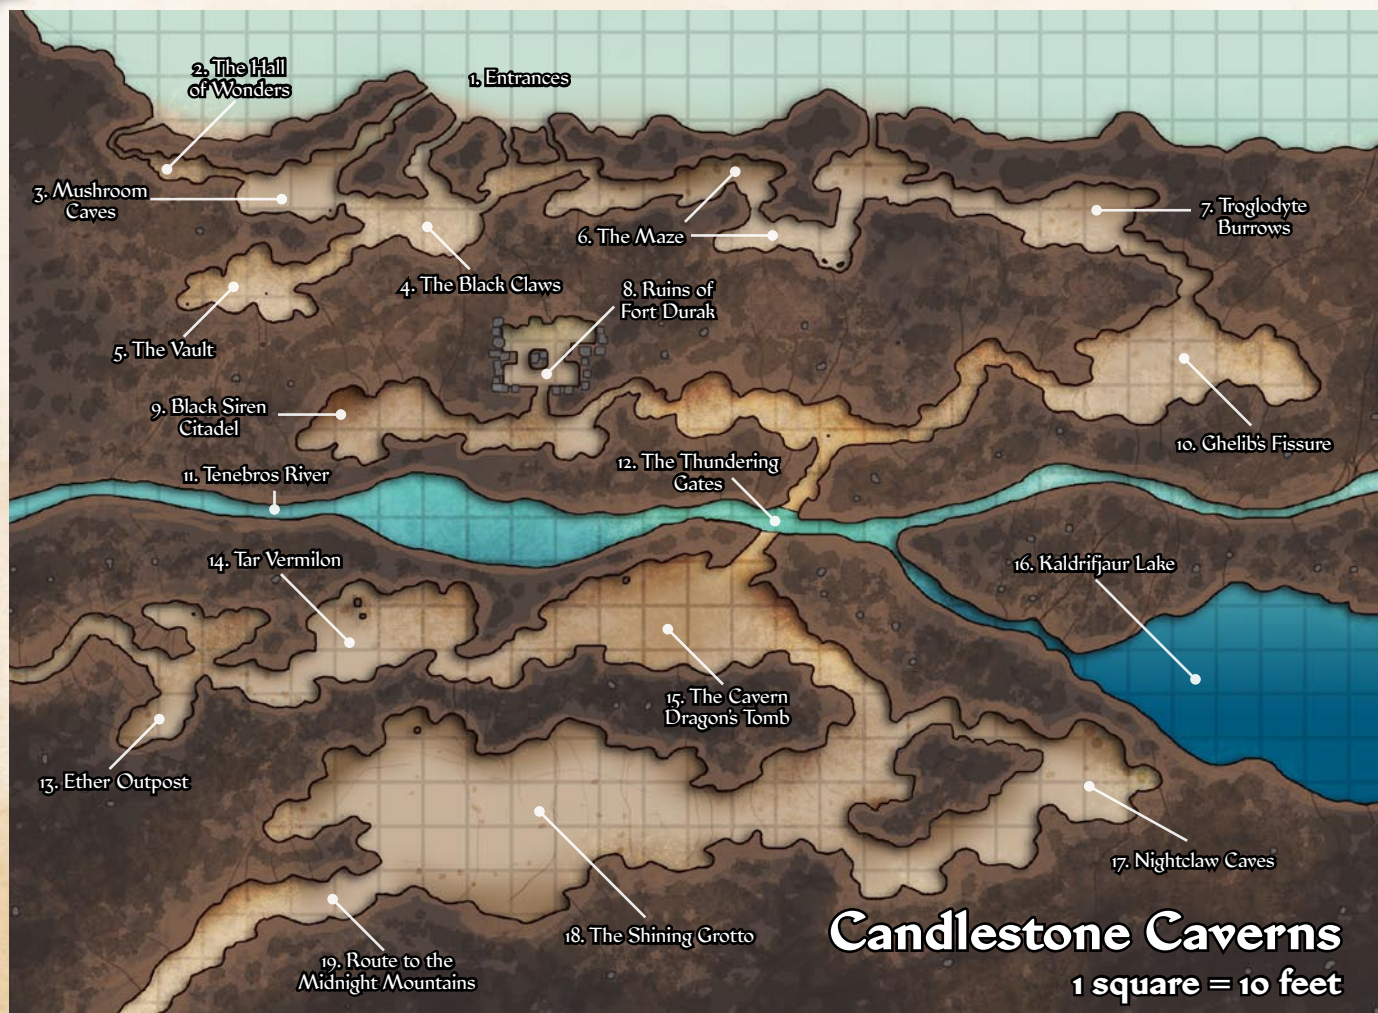 1. Entrances
2. The Hall
of Wonders
3. Mushroom
Caves
4. The Black Claws
5. The Vault
6. The Maze
7. Troglodyte
Burrows
8. Ruins of
Fort Durak
9. Black Siren
Citadel
10. Ghelib's Fissure
11. Tenebros River
12. The Thundering
Gates
13. Ether Outpost
14. Tar Vermilon
15. The Cavern
Dragon's Tomb
16. Kaldrifjaur Lake
17. Nightclaw Caves
18. The Shining Grotto
19. Route to the
Midnight Mountains
Candlestone Caverns
1 square = 10 feet